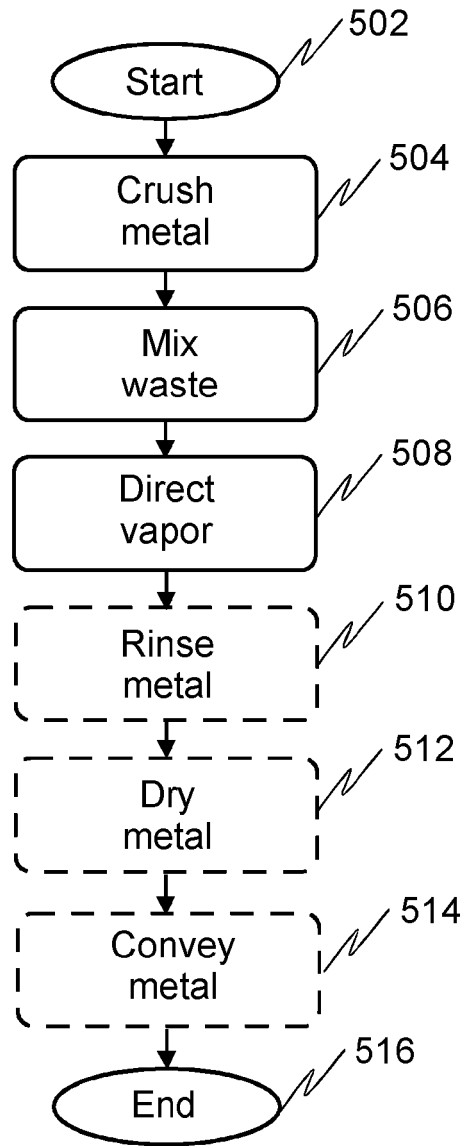 502
Start
504
Crush
metal
506
Mix
waste
508
Direct
vapor
510
Rinse
metal
512
Dry
metal
514
Convey
metal
516
End